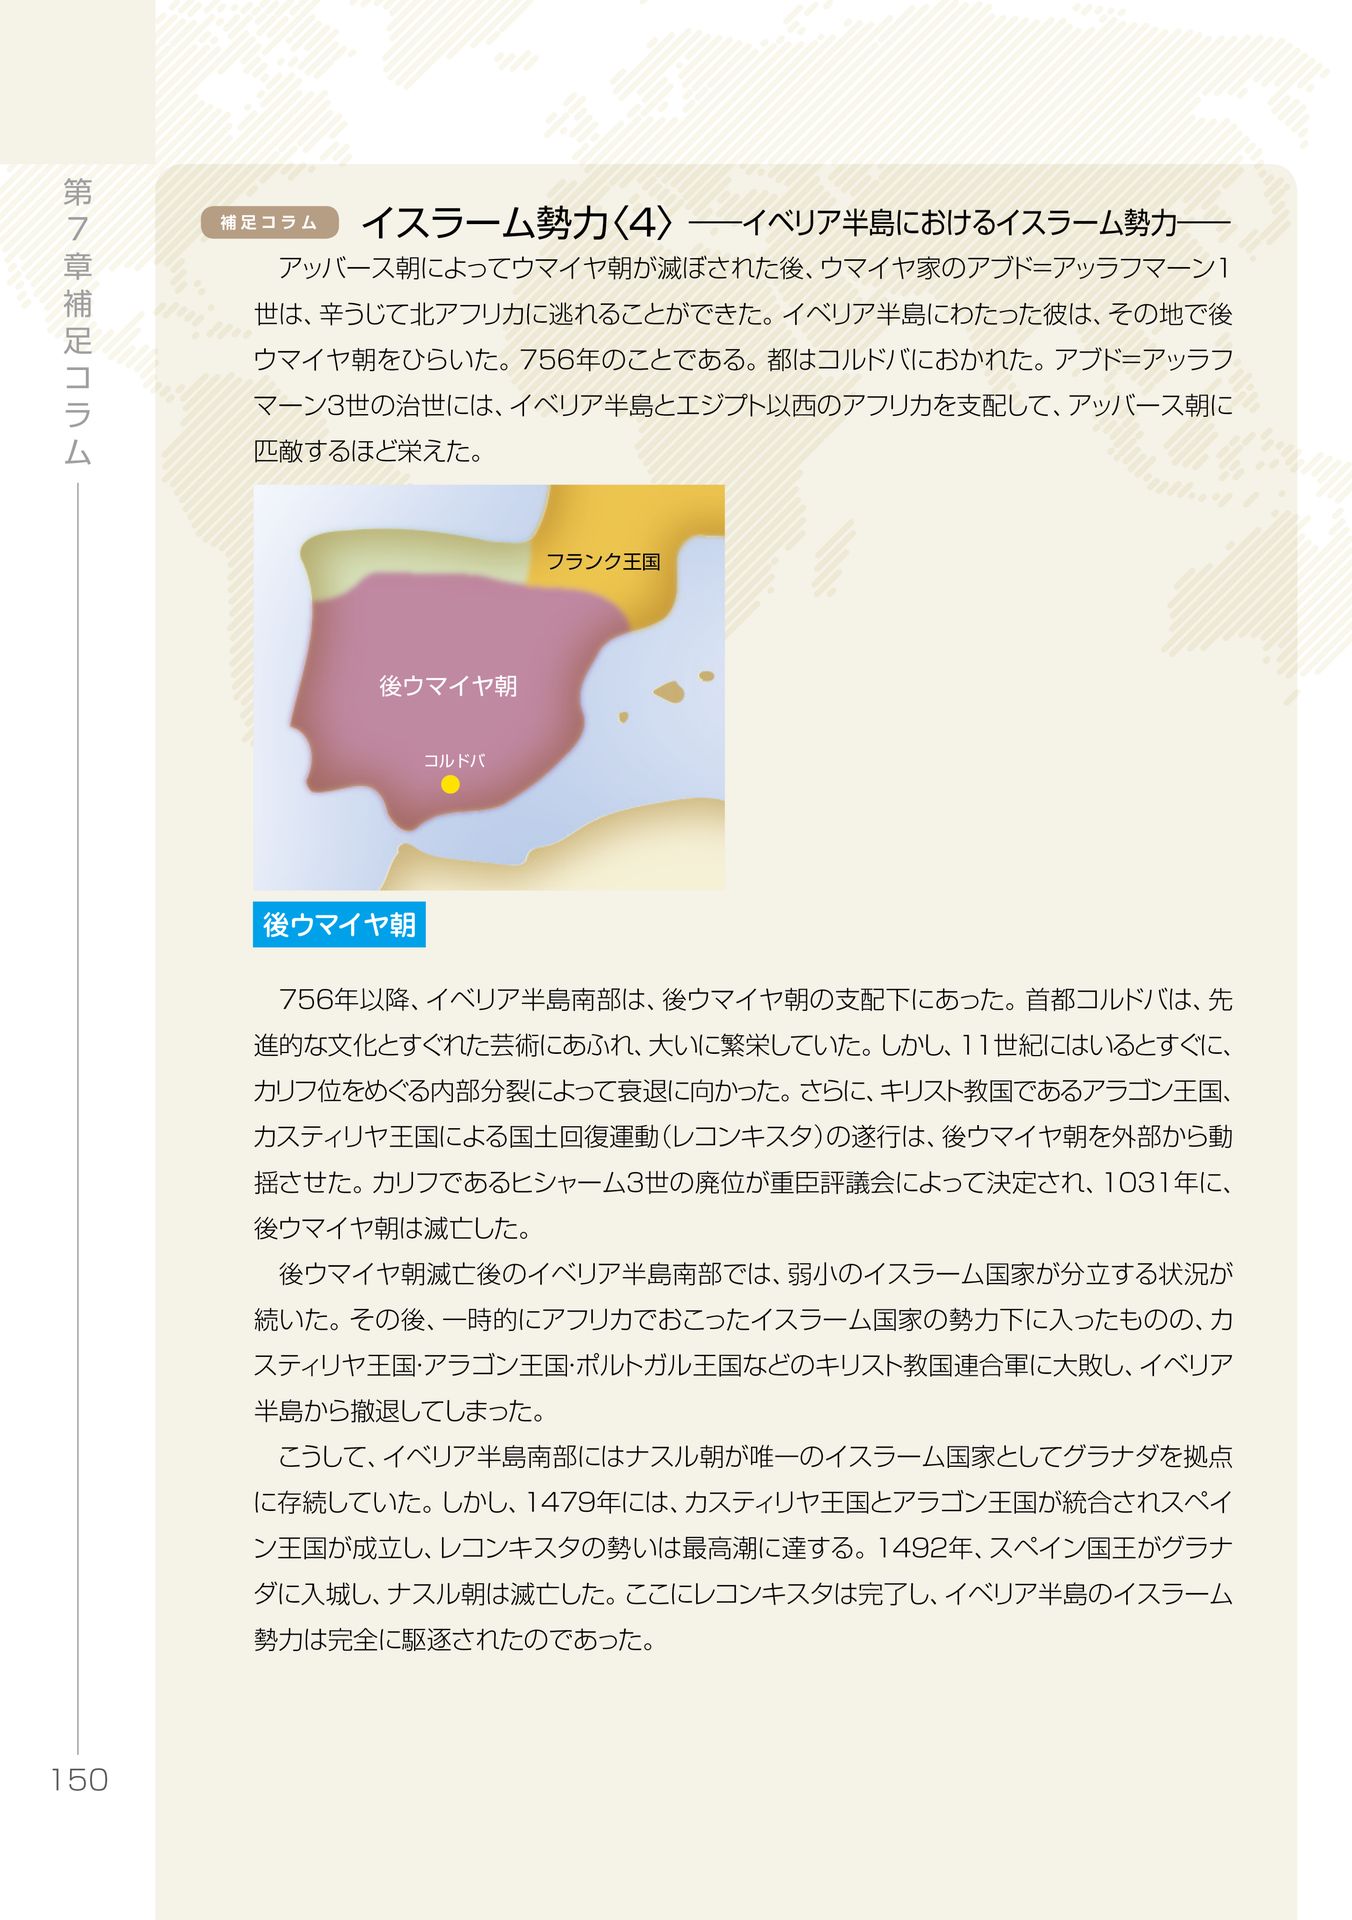 第7章補足コラム
補足コラム
イスラーム勢力〈4〉 ――イベリア半島におけるイスラーム勢力――
アッバース朝によってウマイヤ朝が滅ぼされた後、ウマイヤ家のアブド=アッラフマーン1
世は、辛うじて北アフリカに逃れることができた。イベリア半島にわたった彼は、その地で後
ウマイヤ朝をひらいた。756年のことである。都はコルドバにおかれた。アブド=アッラフ
マーン3世の治世には、イベリア半島とエジプト以西のアフリカを支配して、アッバース朝に
匹敵するほど栄えた。
フランク王国
後ウマイヤ朝
コルドバ
後ウマイヤ朝
756年以降、イベリア半島南部は、後ウマイヤ朝の支配下にあった。首都コルドバは、先
進的な文化とすぐれた芸術にあふれ、大いに繁栄していた。しかし、11世紀にはいるとすぐに、
カリフ位をめぐる内部分裂によって衰退に向かった。さらに、キリスト教国であるアラゴン王国、
カスティリヤ王国による国土回復運動（レコンキスタ）の遂行は、後ウマイヤ朝を外部から動
揺させた。カリフであるヒシャーム3世の廃位が重臣評議会によって決定され、1031年に、
後ウマイヤ朝は滅亡した。
後ウマイヤ朝滅亡後のイベリア半島南部では、弱小のイスラーム国家が分立する状況が
続いた。その後、一時的にアフリカでおこったイスラーム国家の勢力下に入ったものの、カ
スティリヤ王国・アラゴン王国・ポルトガル王国などのキリスト教国連合軍に大敗し、イベリア
半島から撤退してしまった。
こうして、イベリア半島南部にはナスル朝が唯一のイスラーム国家としてグラナダを拠点
に存続していた。しかし、1479年には、カスティリヤ王国とアラゴン王国が統合されスペイ
ン王国が成立し、レコンキスタの勢いは最高潮に達する。1492年、スペイン国王がグラナ
ダに入城し、ナスル朝は滅亡した。ここにレコンキスタは完了し、イベリア半島のイスラーム
勢力は完全に駆逐されたのであった。
150